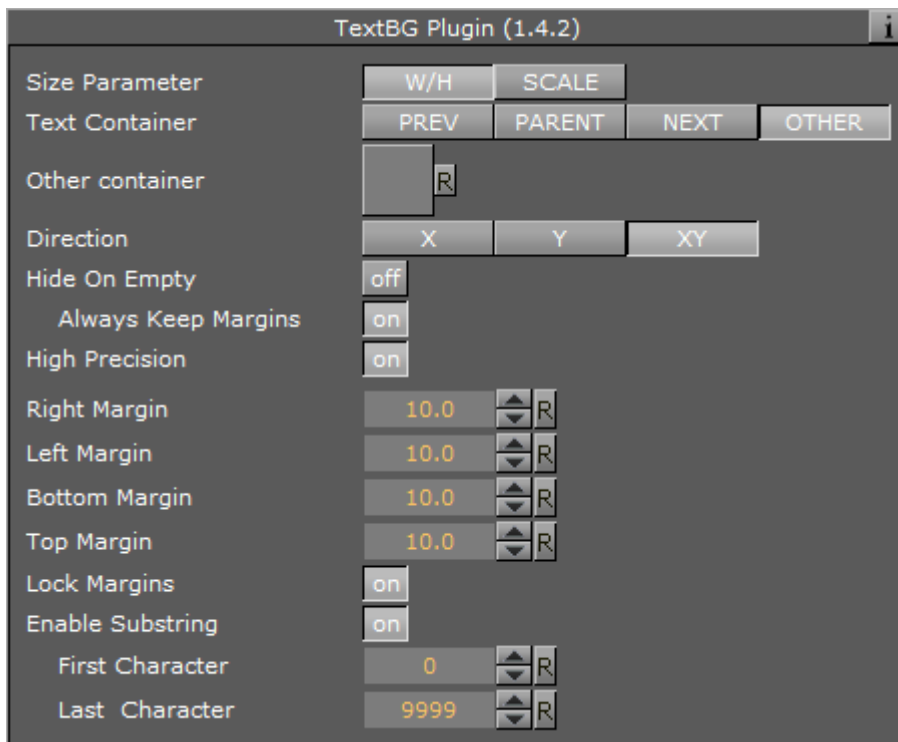 TextBG Plugin (1.4.2) i
Size Parameter W/H SCALE
Text Container PREV PARENT NEXT OTHER
Other container R
Direction X Y XY
Hide On Empty off
Always Keep Margins on
High Precision on
Right Margin 10.0 R
Left Margin 10.0 R
Bottom Margin 10.0 R
Top Margin 10.0 R
Lock Margins on
Enable Substring on
First Character 0 R
Last Character 9999 R